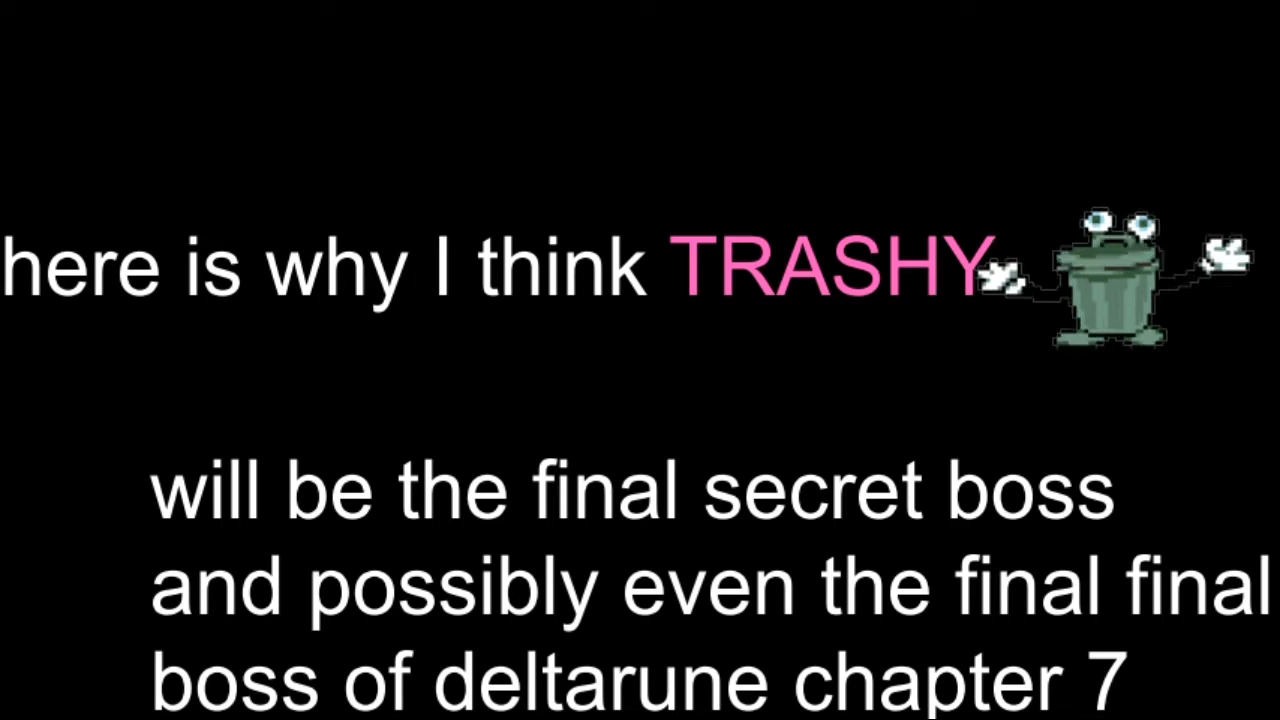 here is why I think TRASHY
will be the final secret boss
and possibly even the final final
boss of deltarune chapter 7